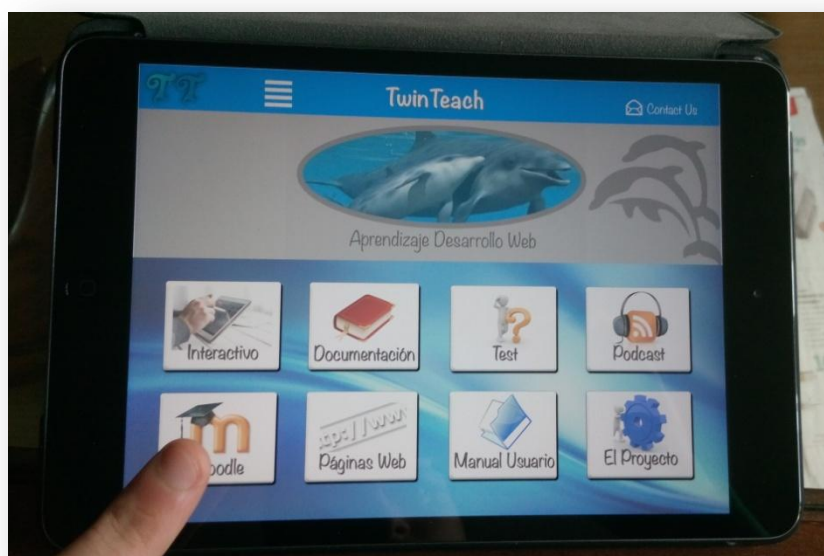 TT
TwinTeach
Contact Us
Aprendizaje Desarrollo Web
Interactivo
Documentación
Test
Podcast
oodle
Páginas Web
Manual Usuario
El Proyecto